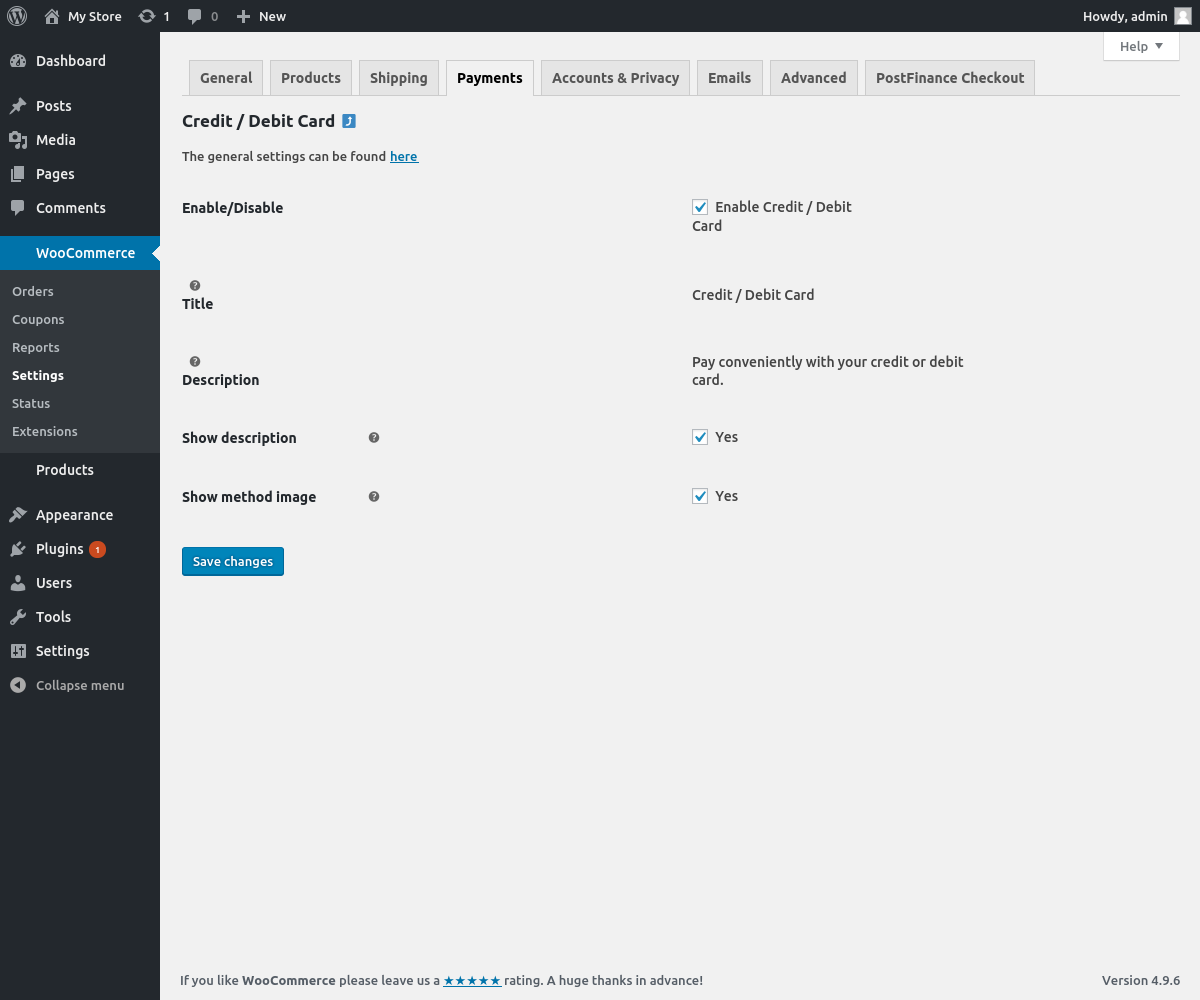 My Store 1 0 New Howdy, admin
Help
Dashboard
Posts
Media
Pages
Comments
WooCommerce
Orders
Coupons
Reports
Settings
Status
Extensions
Products
Appearance
Plugins 1
Users
Tools
Settings
Collapse menu
General Products Shipping Payments Accounts & Privacy Emails Advanced PostFinance Checkout
Credit / Debit Card
The general settings can be found here
Enable/Disable
Enable Credit / Debit
Card
Title
Credit / Debit Card
Description
Pay conveniently with your credit or debit
card.
Show description
Yes
Show method image
Yes
Save changes
If you like WooCommerce please leave us a ★★★★★ rating. A huge thanks in advance!
Version 4.9.6